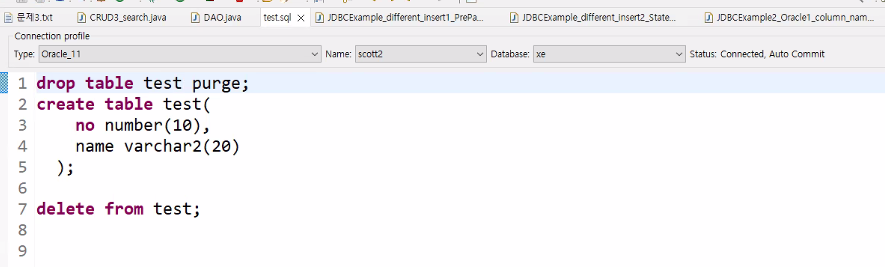 문제3.txt CRUD3_search.java DAO.java test.sql JDBCExample_different_insert1_PrePa... JDBCExample_different_insert2_State... JDBCExample2_Oracle1_column_nam...
Connection profile
Type: Oracle_11 Name: scott2 Database: xe Status: Connected, Auto Commit
1 drop table test purge;
2 create table test(
3 no number(10),
4 name varchar2(20)
5 );
6
7 delete from test;
8
9